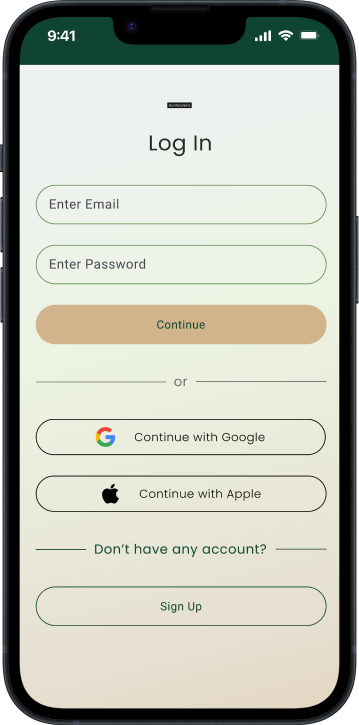 9:41
Log In
Enter Email
Enter Password
Continue
or
Continue with Google
Continue with Apple
Don’t have any account?
Sign Up